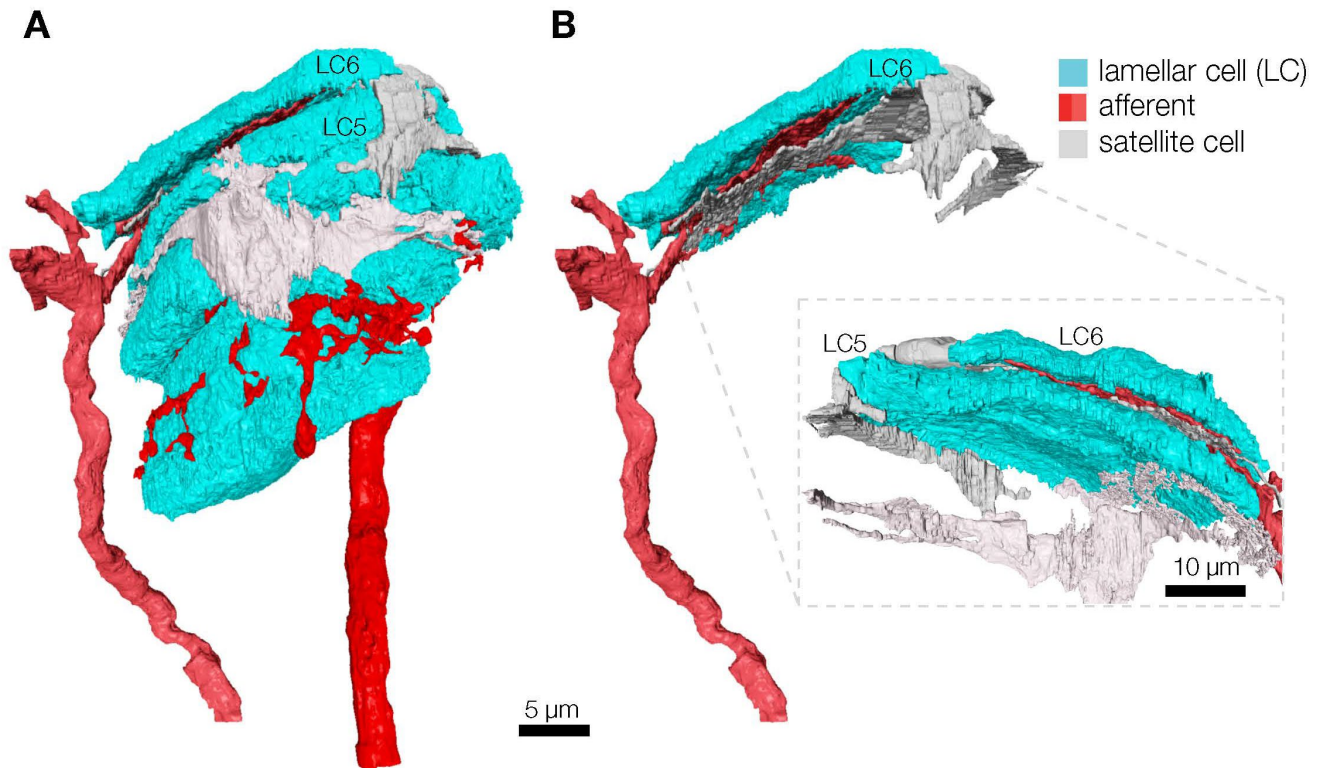 A
B
LC6
LC5
LC6
lamellar cell (LC)
afferent
satellite cell
LC5
LC6
10 µm
5 µm